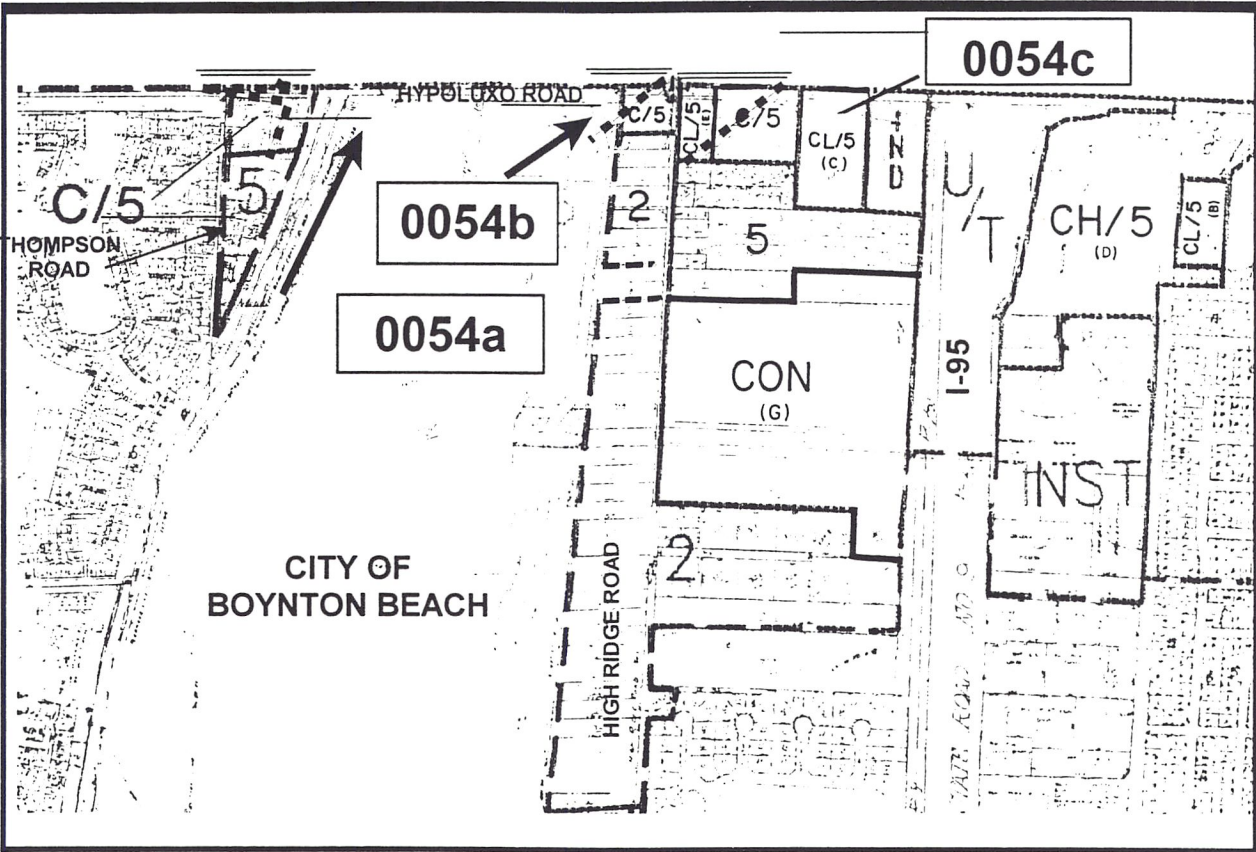 0054c
HYPOLUXO ROAD
C/5
CL/5
(E)
C/5
CL/5
(C)
IND
C/5
5
THOMPSON
ROAD
0054b
2
5
U/T
CH/5
(D)
CL/5
(B)
0054a
CON
(G)
I-95
INST
CITY OF
BOYNTON BEACH
HIGH RIDGE ROAD
2